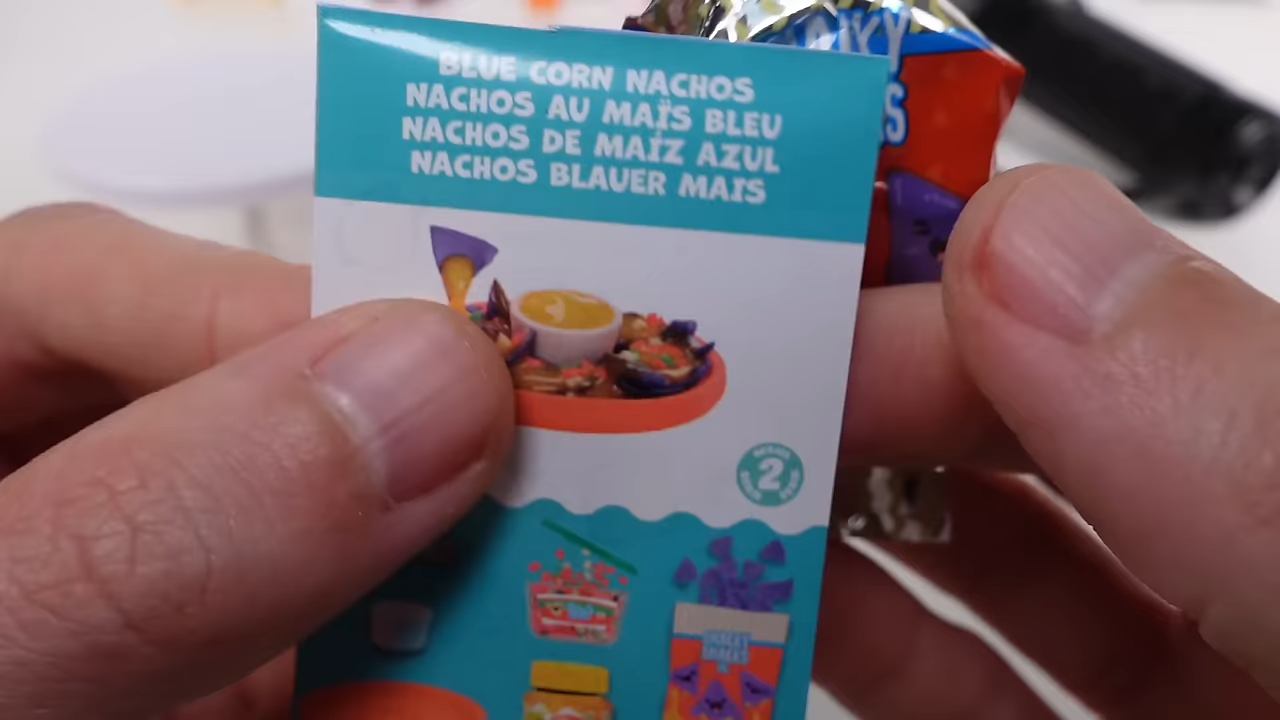 BLUE CORN NACHOS
NACHOS AU MAÏS BLEU
NACHOS DE MAÍZ AZUL
NACHOS BLAUER MAIS
2